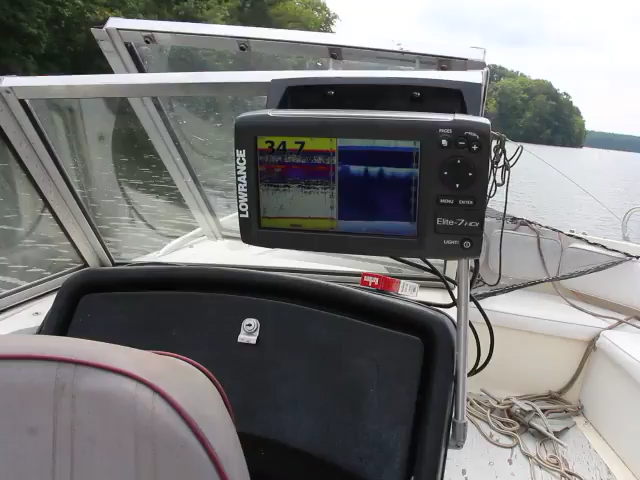 34.7
LOWRANCE
PAGES
MENU ENTER
Elite-7 HDI
LIGHT/